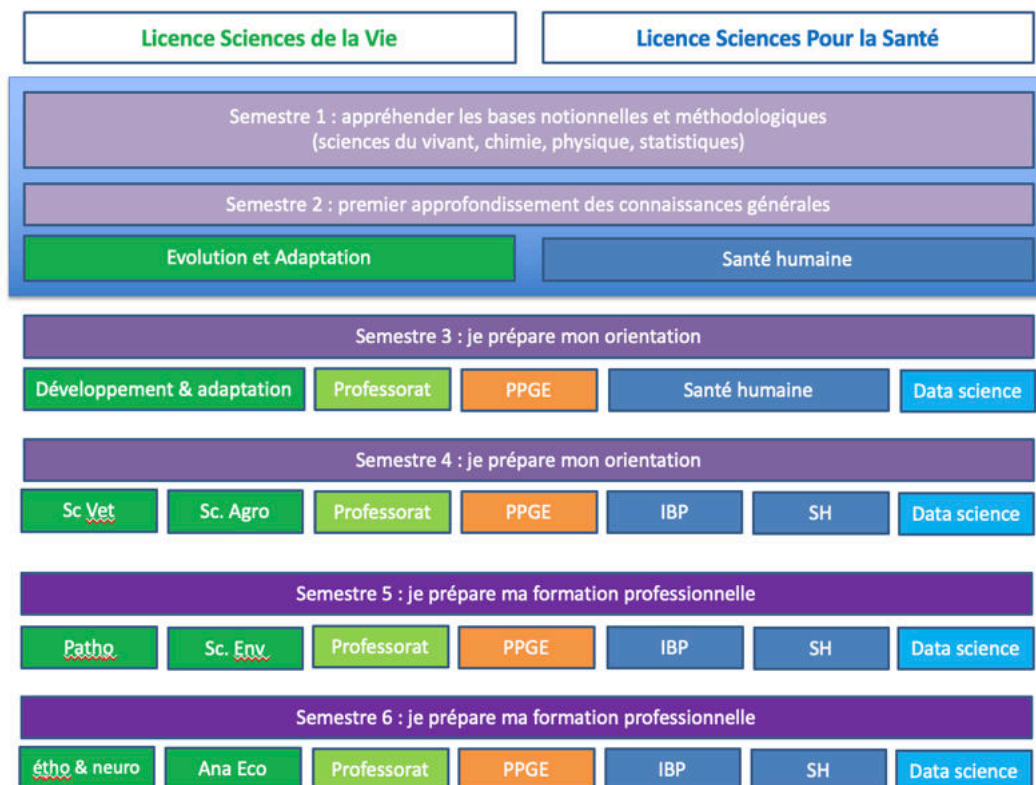 Licence Sciences de la Vie
Licence Sciences Pour la Santé
Semestre 1 : appréhender les bases notionnelles et méthodologiques
(sciences du vivant, chimie, physique, statistiques)
Semestre 2 : premier approfondissement des connaissances générales
Evolution et Adaptation
Santé humaine
Semestre 3 : je prépare mon orientation
Développement & adaptation
Professorat
PPGE
Santé humaine
Data science
Semestre 4 : je prépare mon orientation
Sc Vet
Sc. Agro
Professorat
PPGE
IBP
SH
Data science
Semestre 5 : je prépare ma formation professionnelle
Patho
Sc. Env
Professorat
PPGE
IBP
SH
Data science
Semestre 6 : je prépare ma formation professionnelle
étho & neuro
Ana Eco
Professorat
PPGE
IBP
SH
Data science